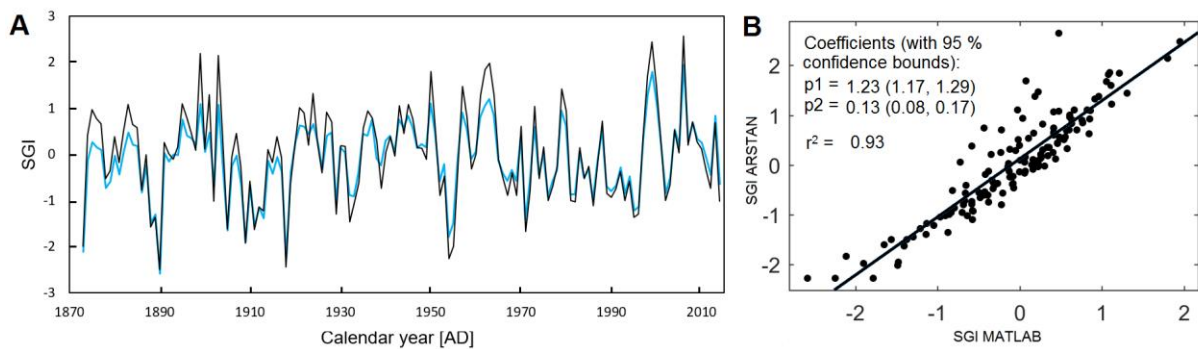 A
SGI
3
2
1
0
-1
-2
-3
1870 1890 1910 1930 1950 1970 1990 2010
Calendar year [AD]
B
SGI ARSTAN
2
1
0
-1
-2
Coefficients (with 95 %
confidence bounds):
p1 = 1.23 (1.17, 1.29)
p2 = 0.13 (0.08, 0.17)
r² = 0.93
-2 -1 0 1 2
SGI MATLAB